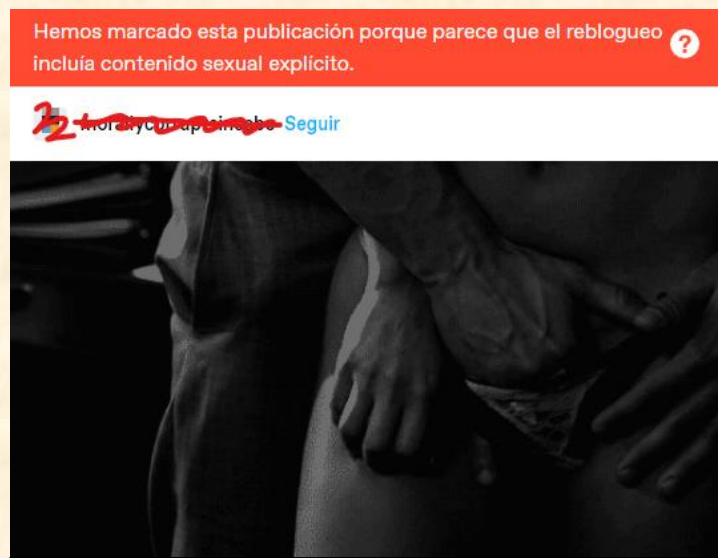 Hemos marcado esta publicación porque parece que el reblogueo
incluía contenido sexual explícito.
Seguir